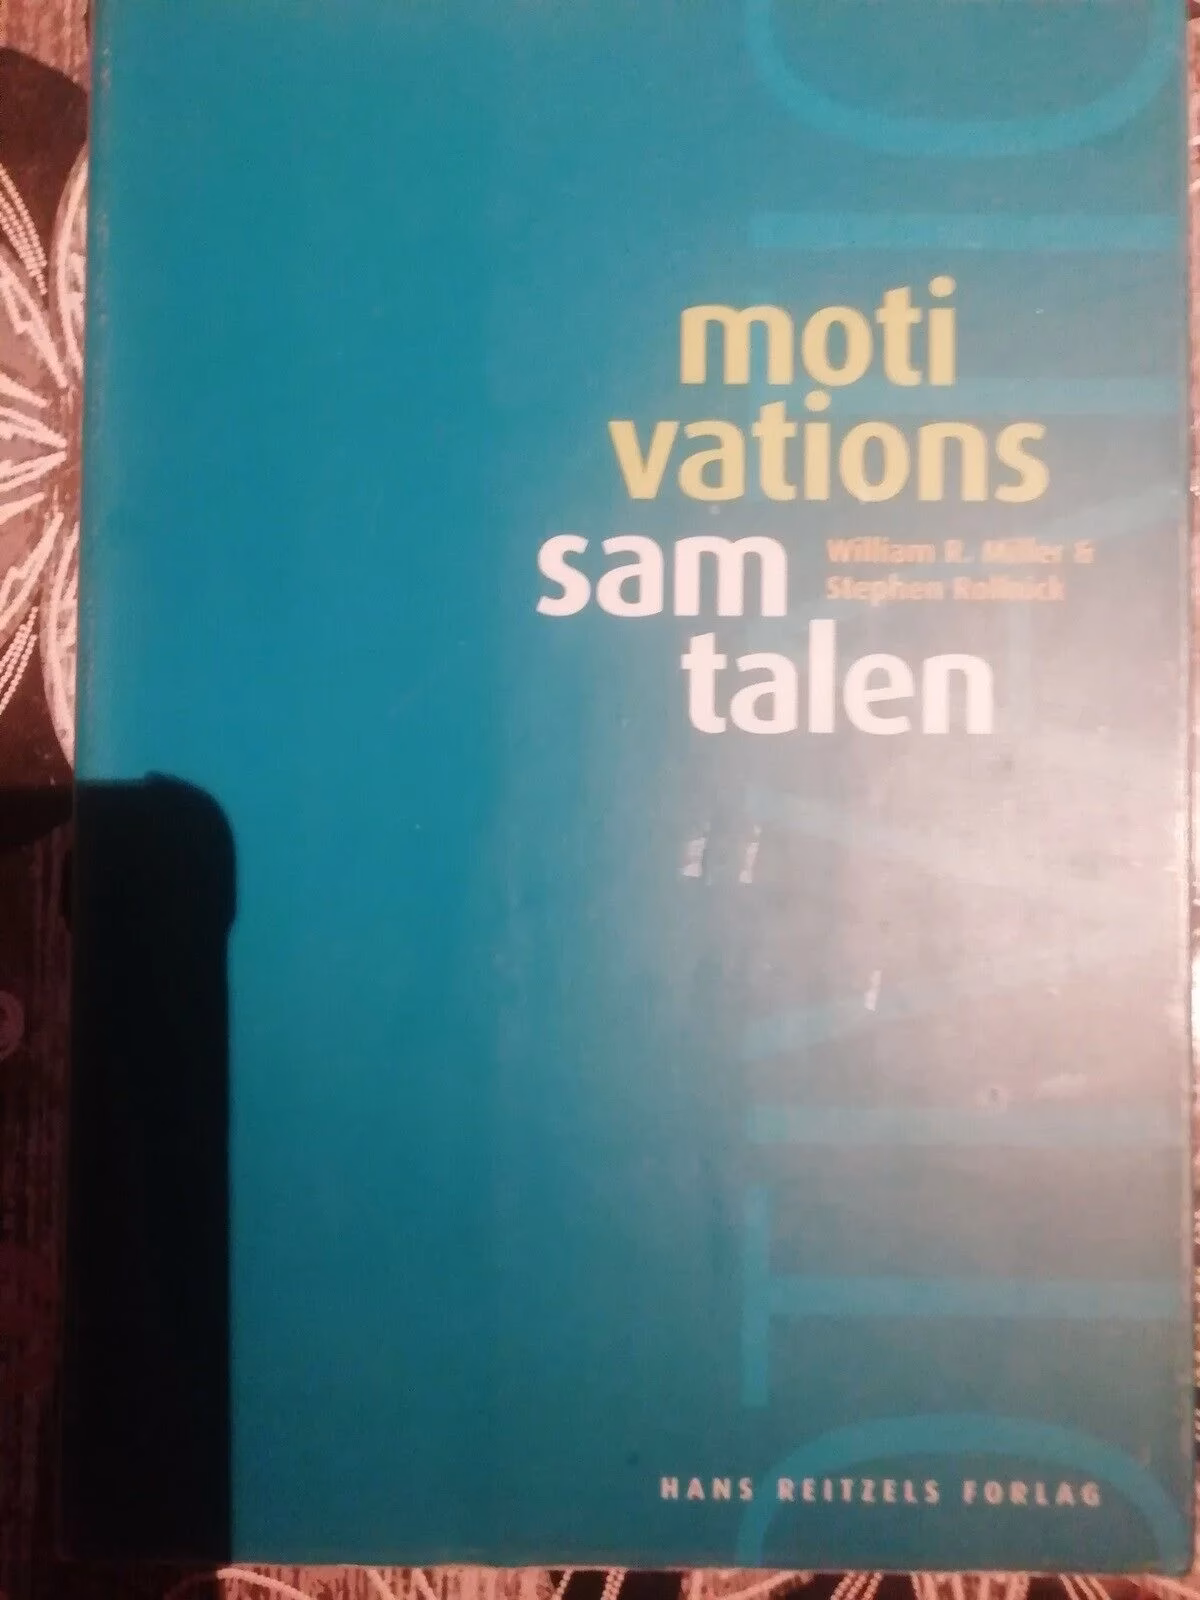 moti
vations
sam
talen
William R. Miller &
Stephen Rollnick
HANS REITZELS FORLAG